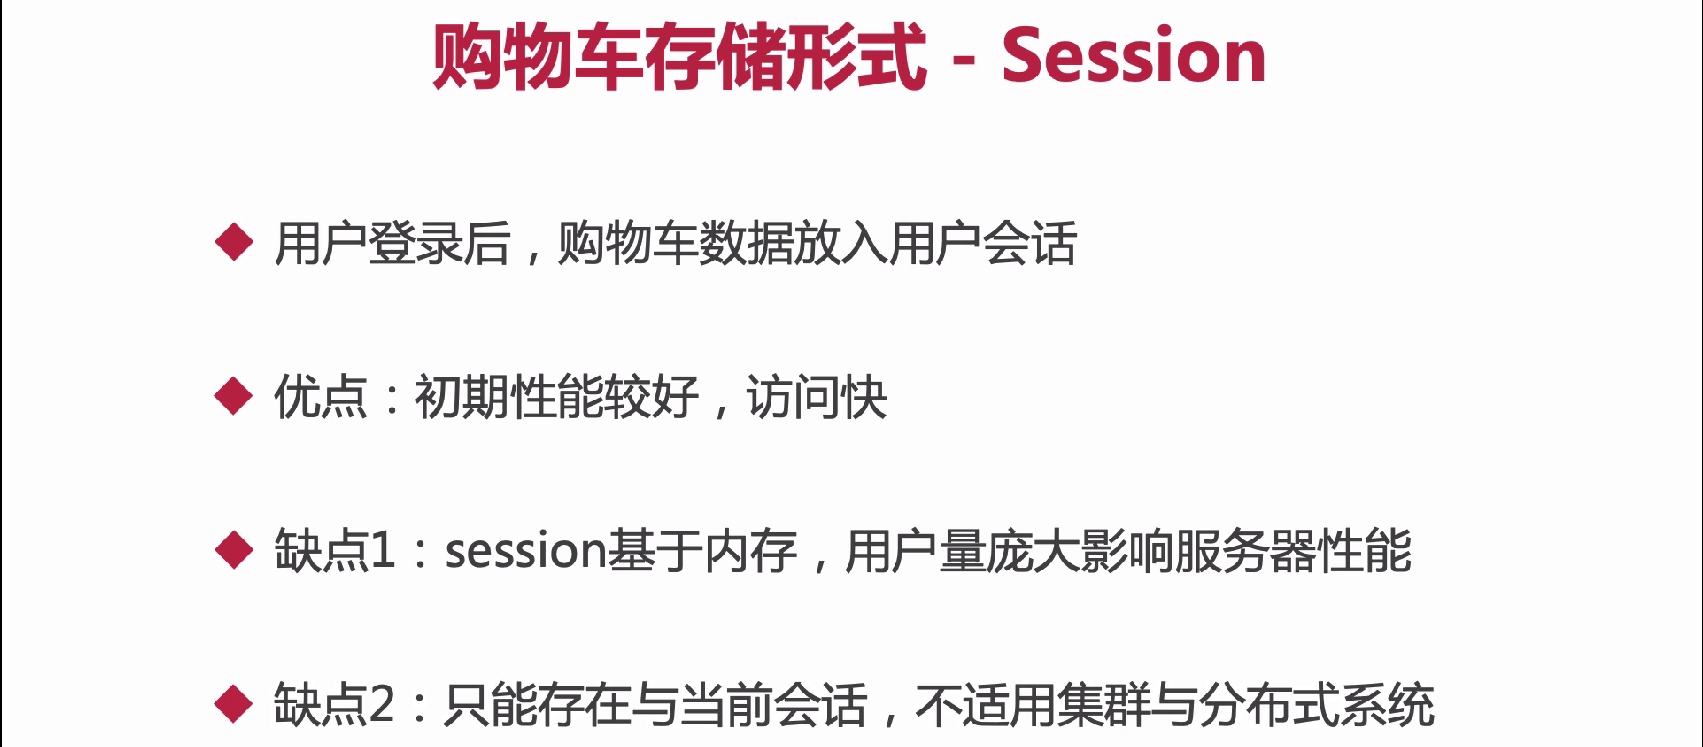 购物车存储形式 - Session
用户登录后，购物车数据放入用户会话
优点：初期性能较好，访问快
缺点1：session基于内存，用户量庞大影响服务器性能
缺点2：只能存在与当前会话，不适用集群与分布式系统